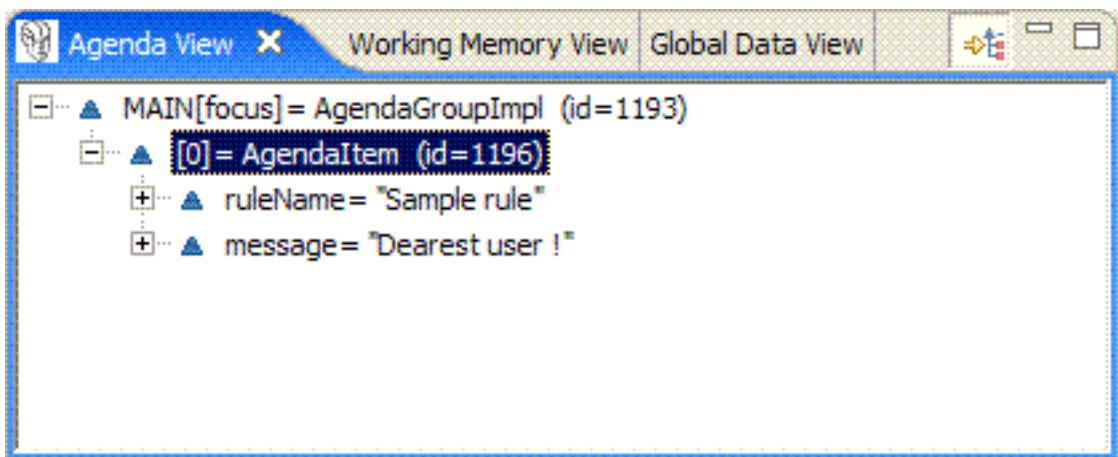 Agenda View Working Memory View Global Data View
MAIN[focus]= AgendaGroupImpl (id=1193)
[0]= AgendaItem (id=1196)
ruleName= "Sample rule"
message= "Dearest user !"